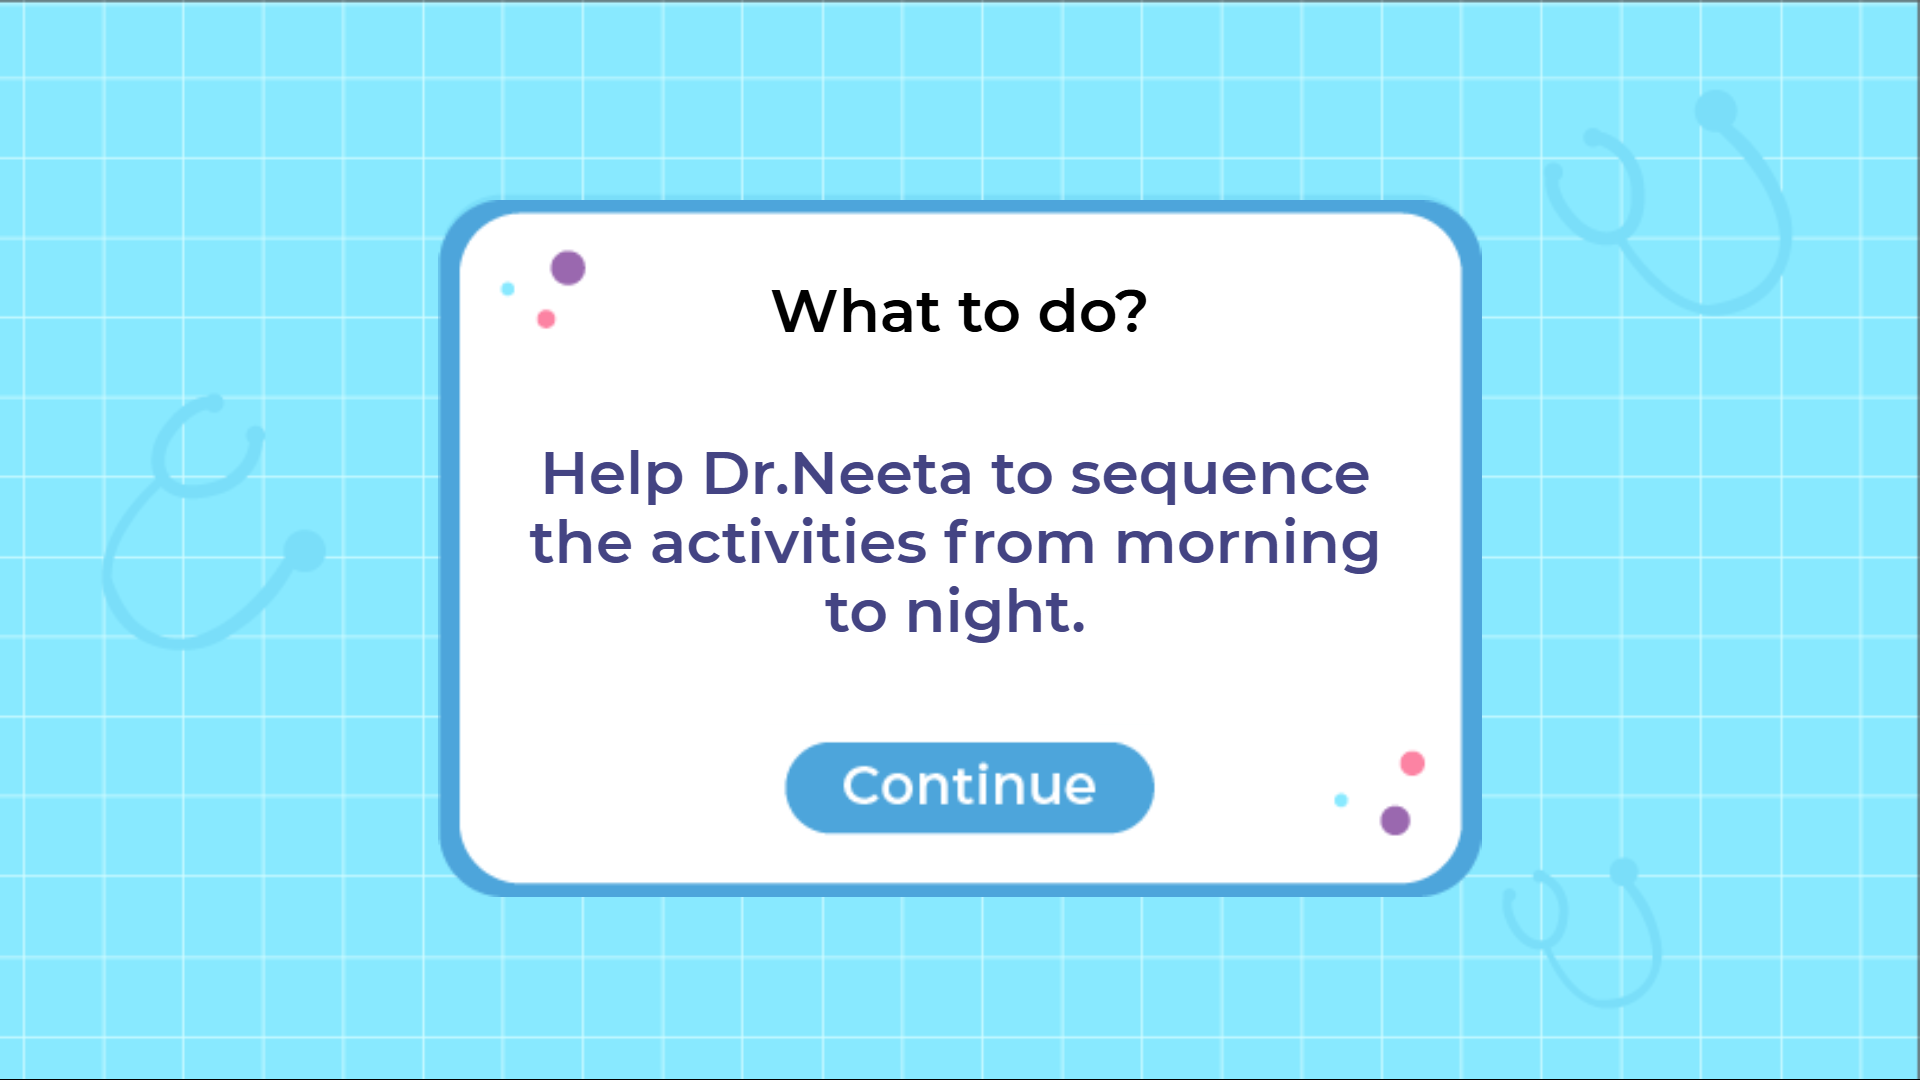 What to do?
Help Dr.Neeta to sequence
the activities from morning
to night.
Continue